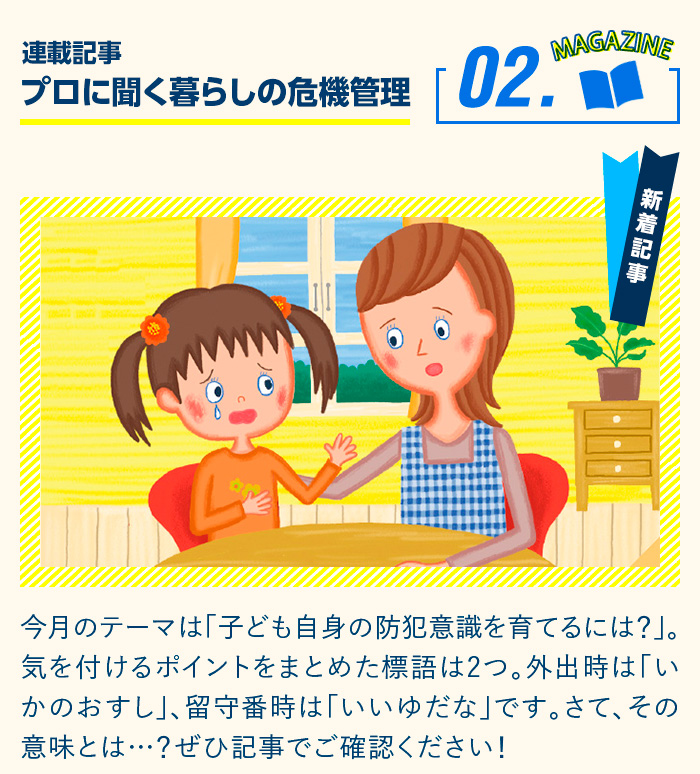 連載記事
プロに聞く暮らしの危機管理
02.
MAGAZINE
新着記事
今月のテーマは「子ども自身の防犯意識を育てるには?」。
気を付けるポイントをまとめた標語は2つ。外出時は「い
かのおすし」、留守番時は「いいゆだな」です。さて、その
意味とは…?ぜひ記事でご確認ください!